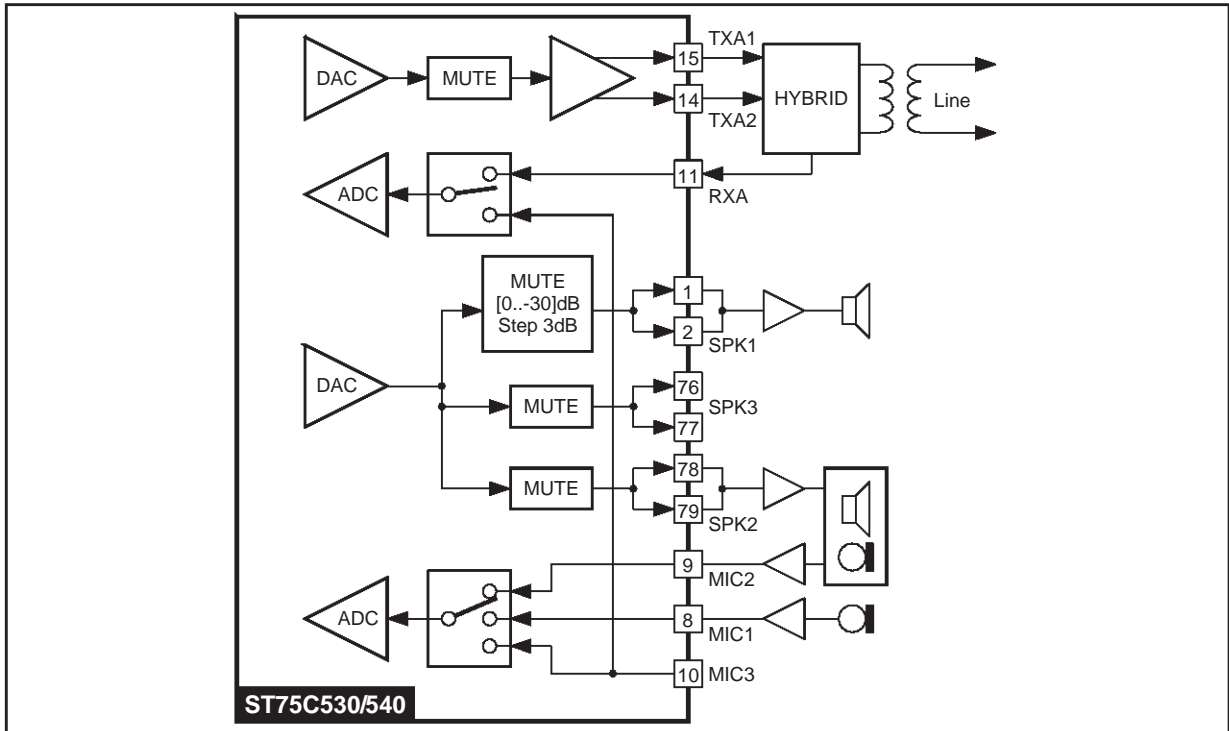 TXA1
15
DAC
MUTE
HYBRID
Line
14
TXA2
11
ADC
RXA
MUTE
[0..-30]dB
Step 3dB
1
2
SPK1
DAC
76
MUTE
SPK3
77
78
MUTE
79
SPK2
9
MIC2
ADC
8
MIC1
10
MIC3
ST75C530/540